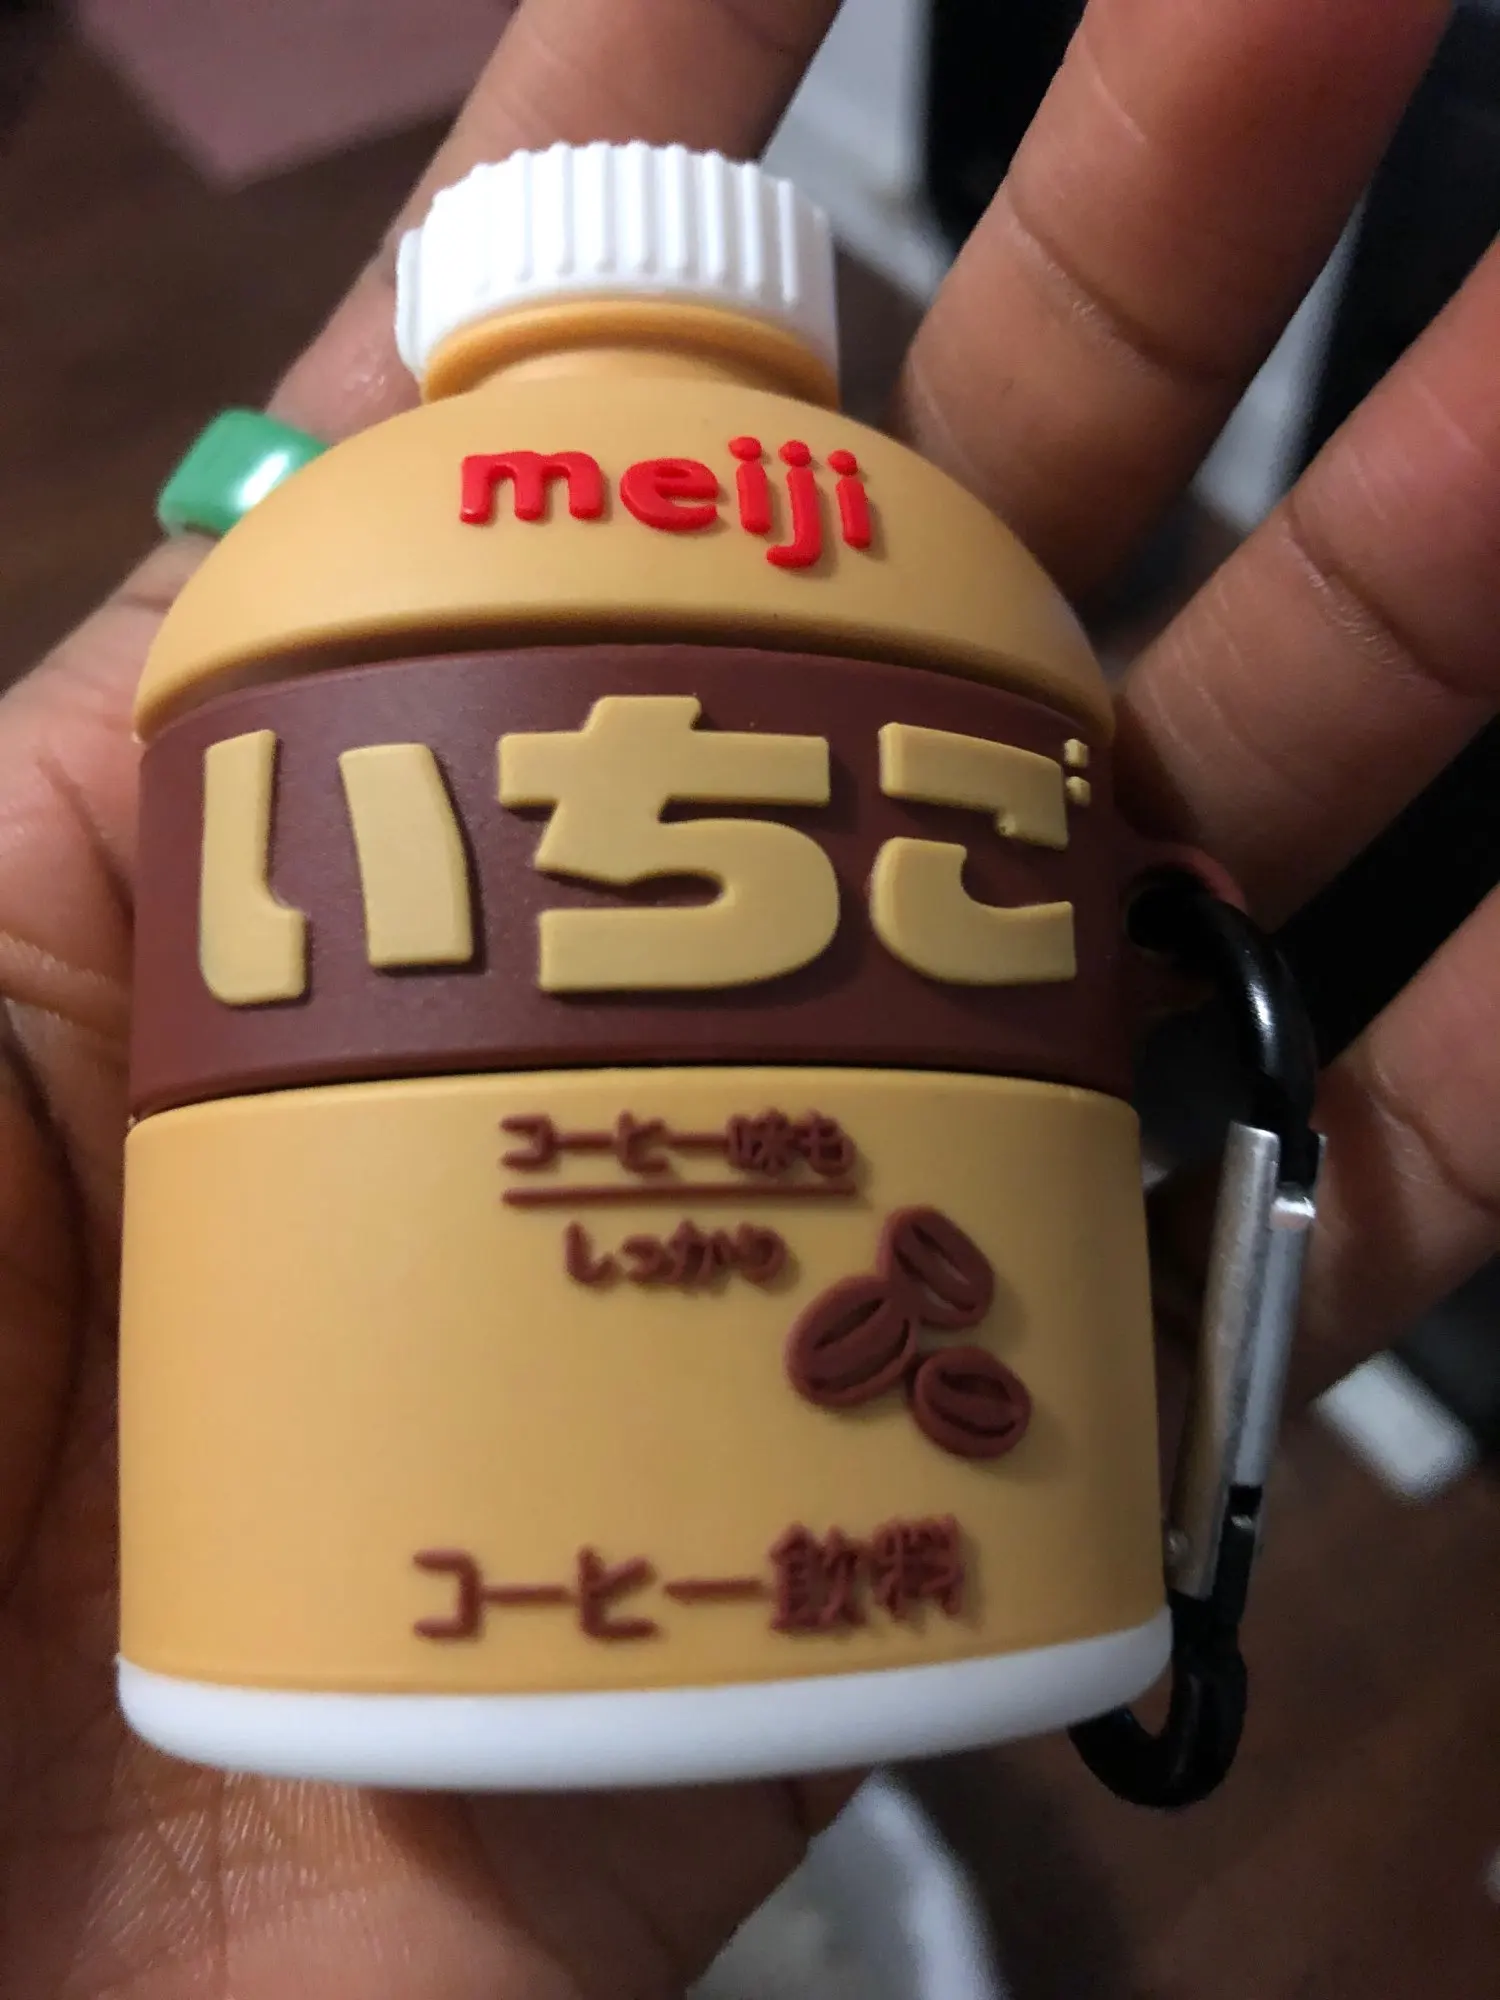 meiji
いちご
コーヒー味も
しっかり
コーヒー飲料